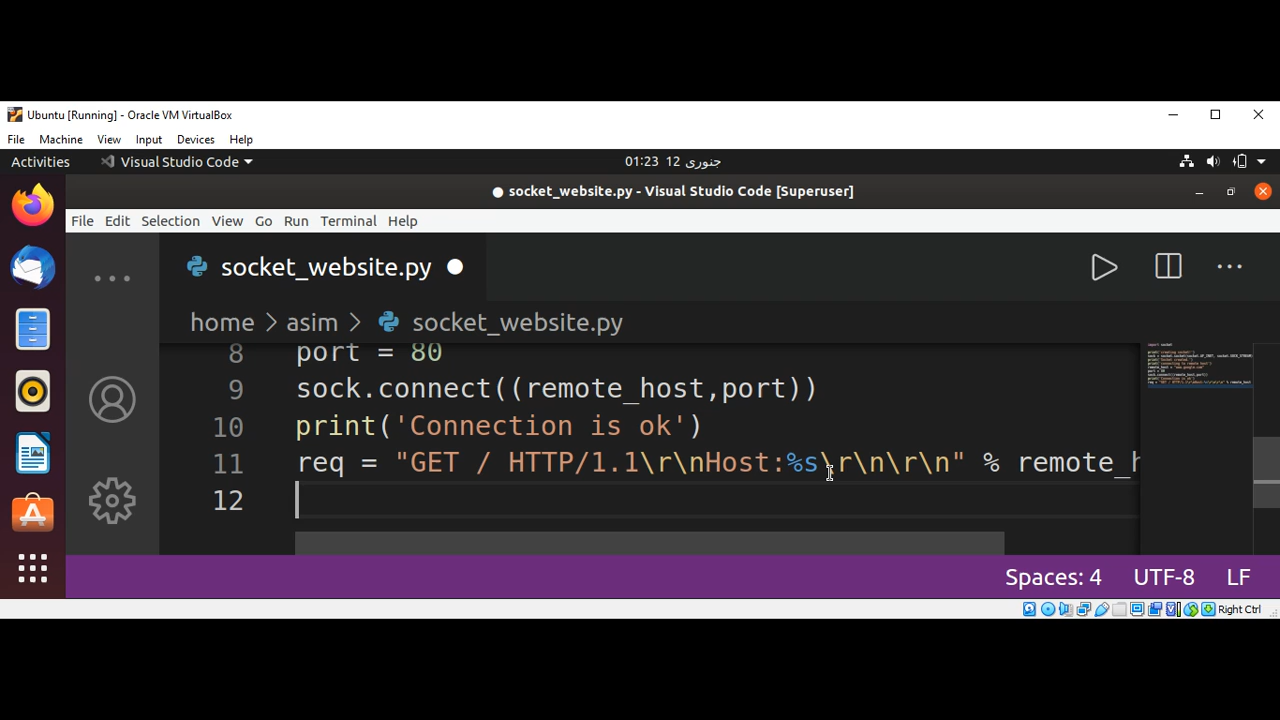 Ubuntu [Running] - Oracle VM VirtualBox
File Machine View Input Devices Help
Activities Visual Studio Code 01:23 12 جنوری
socket_website.py - Visual Studio Code [Superuser]
File Edit Selection View Go Run Terminal Help
socket_website.py
home > asim > socket_website.py
8 port = 80
9 sock.connect((remote_host,port))
10 print('Connection is ok')
11 req = "GET / HTTP/1.1\r\nHost:%s\r\n\r\n" % remote_h
12
Spaces: 4 UTF-8 LF
Right Ctrl